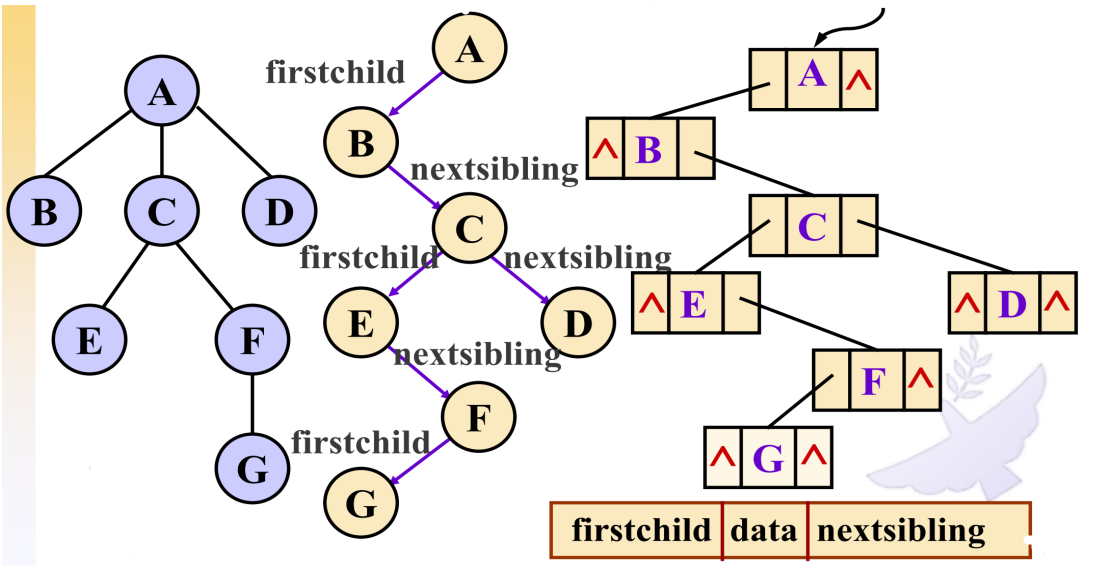 A
B C D
E F
G
A
firstchild
B
nextsibling
C
firstchild nextsibling
E D
nextsibling
F
firstchild
G
A ^
^ B
C
^ E
^ D ^
F ^
^ G ^
firstchild data nextsibling